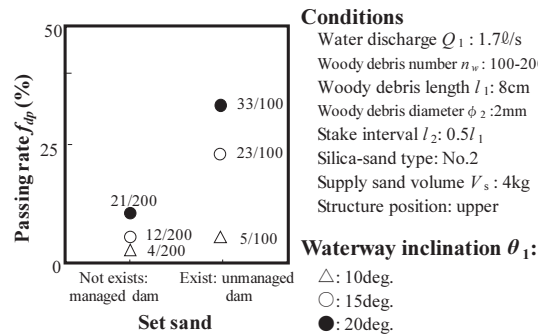 50
25
0
Passing rate f_dp (%)
33/100
23/100
21/200
12/200
4/200
5/100
Not exists:
managed dam
Exist: unmanaged
dam
Set sand
Conditions
Water discharge Q₁ : 1.7ℓ/s
Woody debris number n_w: 100-20
Woody debris length l₁: 8cm
Woody debris diameter ϕ₂ :2mm
Stake interval l₂: 0.5l₁
Silica-sand type: No.2
Supply sand volume V_s : 4kg
Structure position: upper
Waterway inclination θ₁:
△: 10deg.
○: 15deg.
●: 20deg.